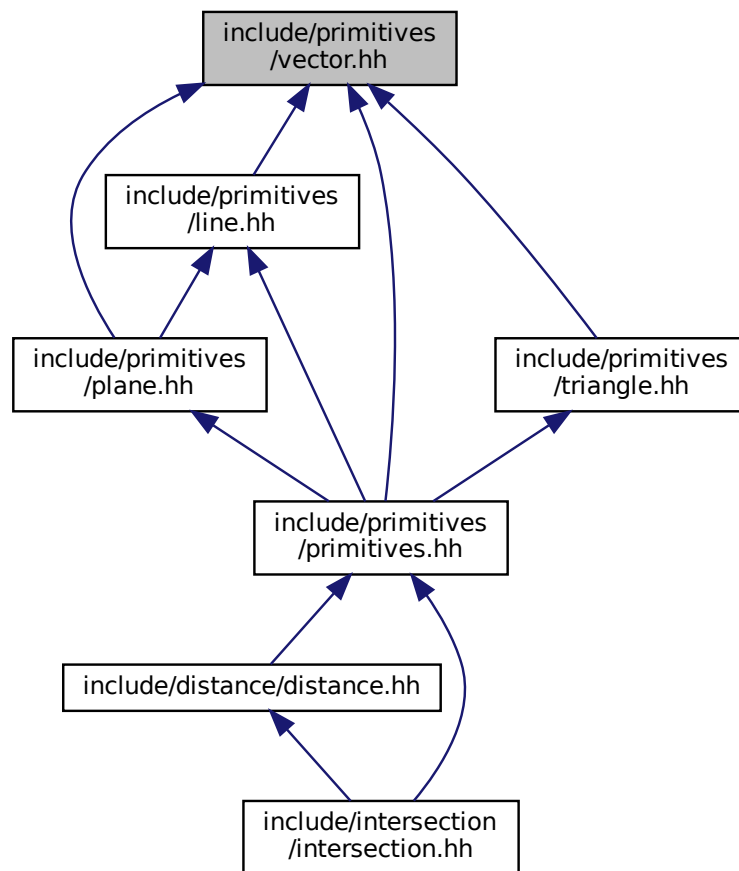 include/primitives
/vector.hh
include/primitives
/line.hh
include/primitives
/plane.hh
include/primitives
/triangle.hh
include/primitives
/primitives.hh
include/distance/distance.hh
include/intersection
/intersection.hh